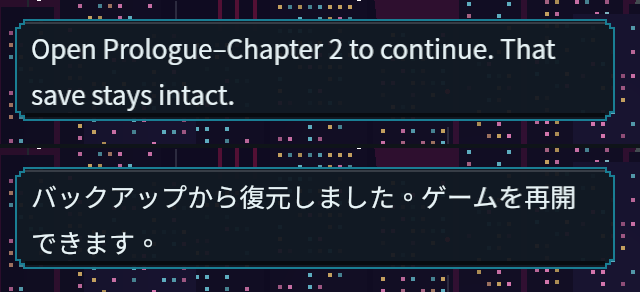 Open Prologue–Chapter 2 to continue. That
save stays intact.
バックアップから復元しました。ゲームを再開
できます。